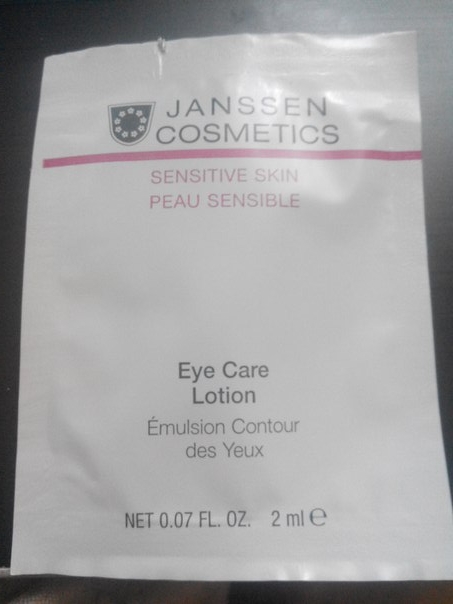 JANSSEN
COSMETICS
SENSITIVE SKIN
PEAU SENSIBLE
Eye Care
Lotion
Émulsion Contour
des Yeux
NET 0.07 FL. OZ. 2 ml ℮